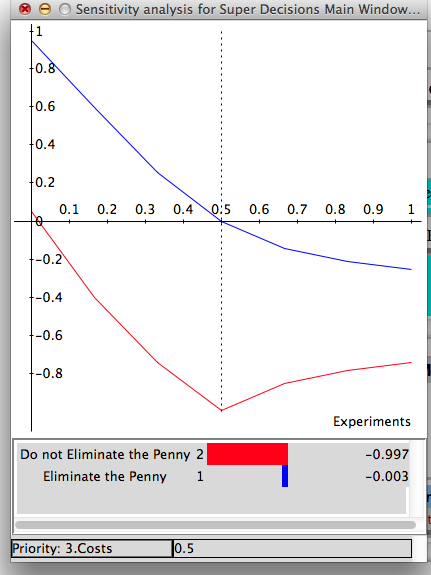 Sensitivity analysis for Super Decisions Main Window...
1
0.8
0.6
0.4
0.2
0
0.1 0.2 0.3 0.4 0.5 0.6 0.7 0.8 0.9 1
-0.2
-0.4
-0.6
-0.8
Experiments
Do not Eliminate the Penny 2 -0.997
Eliminate the Penny 1 -0.003
Priority: 3.Costs 0.5